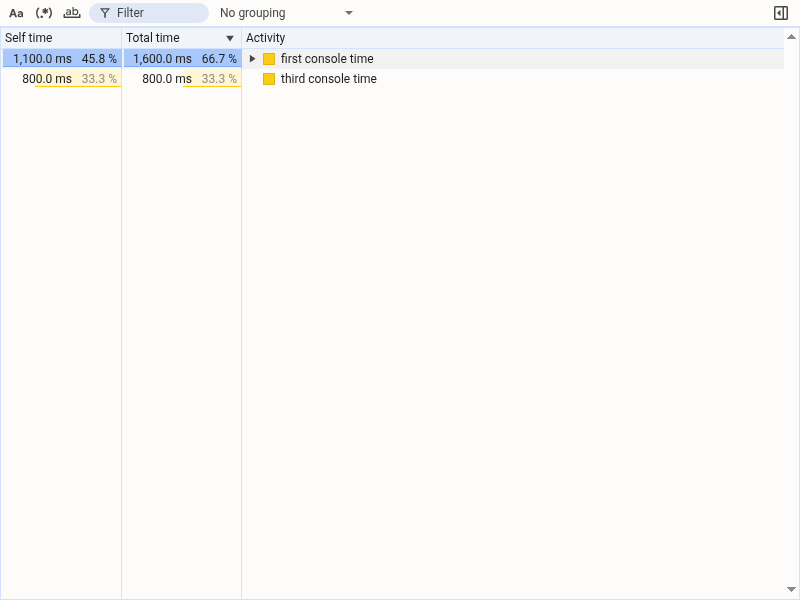 Aa (.*) ab Filter No grouping
Self time Total time Activity
1,100.0 ms 45.8 % 1,600.0 ms 66.7 % first console time
800.0 ms 33.3 % 800.0 ms 33.3 % third console time